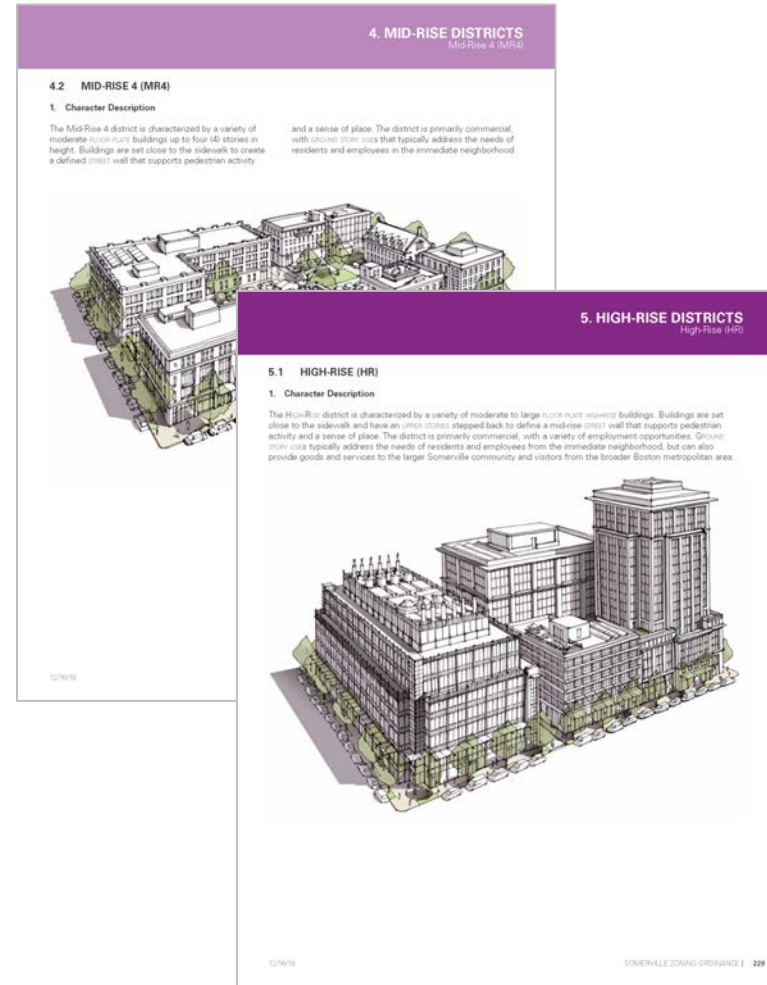 4. MID-RISE DISTRICTS
Mid-Rise 4 (MR4)
4.2 MID-RISE 4 (MR4)
1. Character Description
The Mid-Rise 4 district is characterized by a variety of
moderate FLOOR PLATE buildings up to four (4) stories in
height. Buildings are set close to the sidewalk to create
a defined STREET wall that supports pedestrian activity
and a sense of place. The district is primarily commercial,
with GROUND STORY USES that typically address the needs of
residents and employees in the immediate neighborhood.
12/16/19
5. HIGH-RISE DISTRICTS
High-Rise (HR)
5.1 HIGH-RISE (HR)
1. Character Description
The HIGH-RISE district is characterized by a variety of moderate to large FLOOR PLATE HIGH-RISE buildings. Buildings are set
close to the sidewalk and have an UPPER STORIES stepped back to define a mid-rise STREET wall that supports pedestrian
activity and a sense of place. The district is primarily commercial, with a variety of employment opportunities. GROUND
STORY USES typically address the needs of residents and employees from the immediate neighborhood, but can also
provide goods and services to the larger Somerville community and visitors from the broader Boston metropolitan area.
12/16/19
SOMERVILLE ZONING ORDINANCE | 229